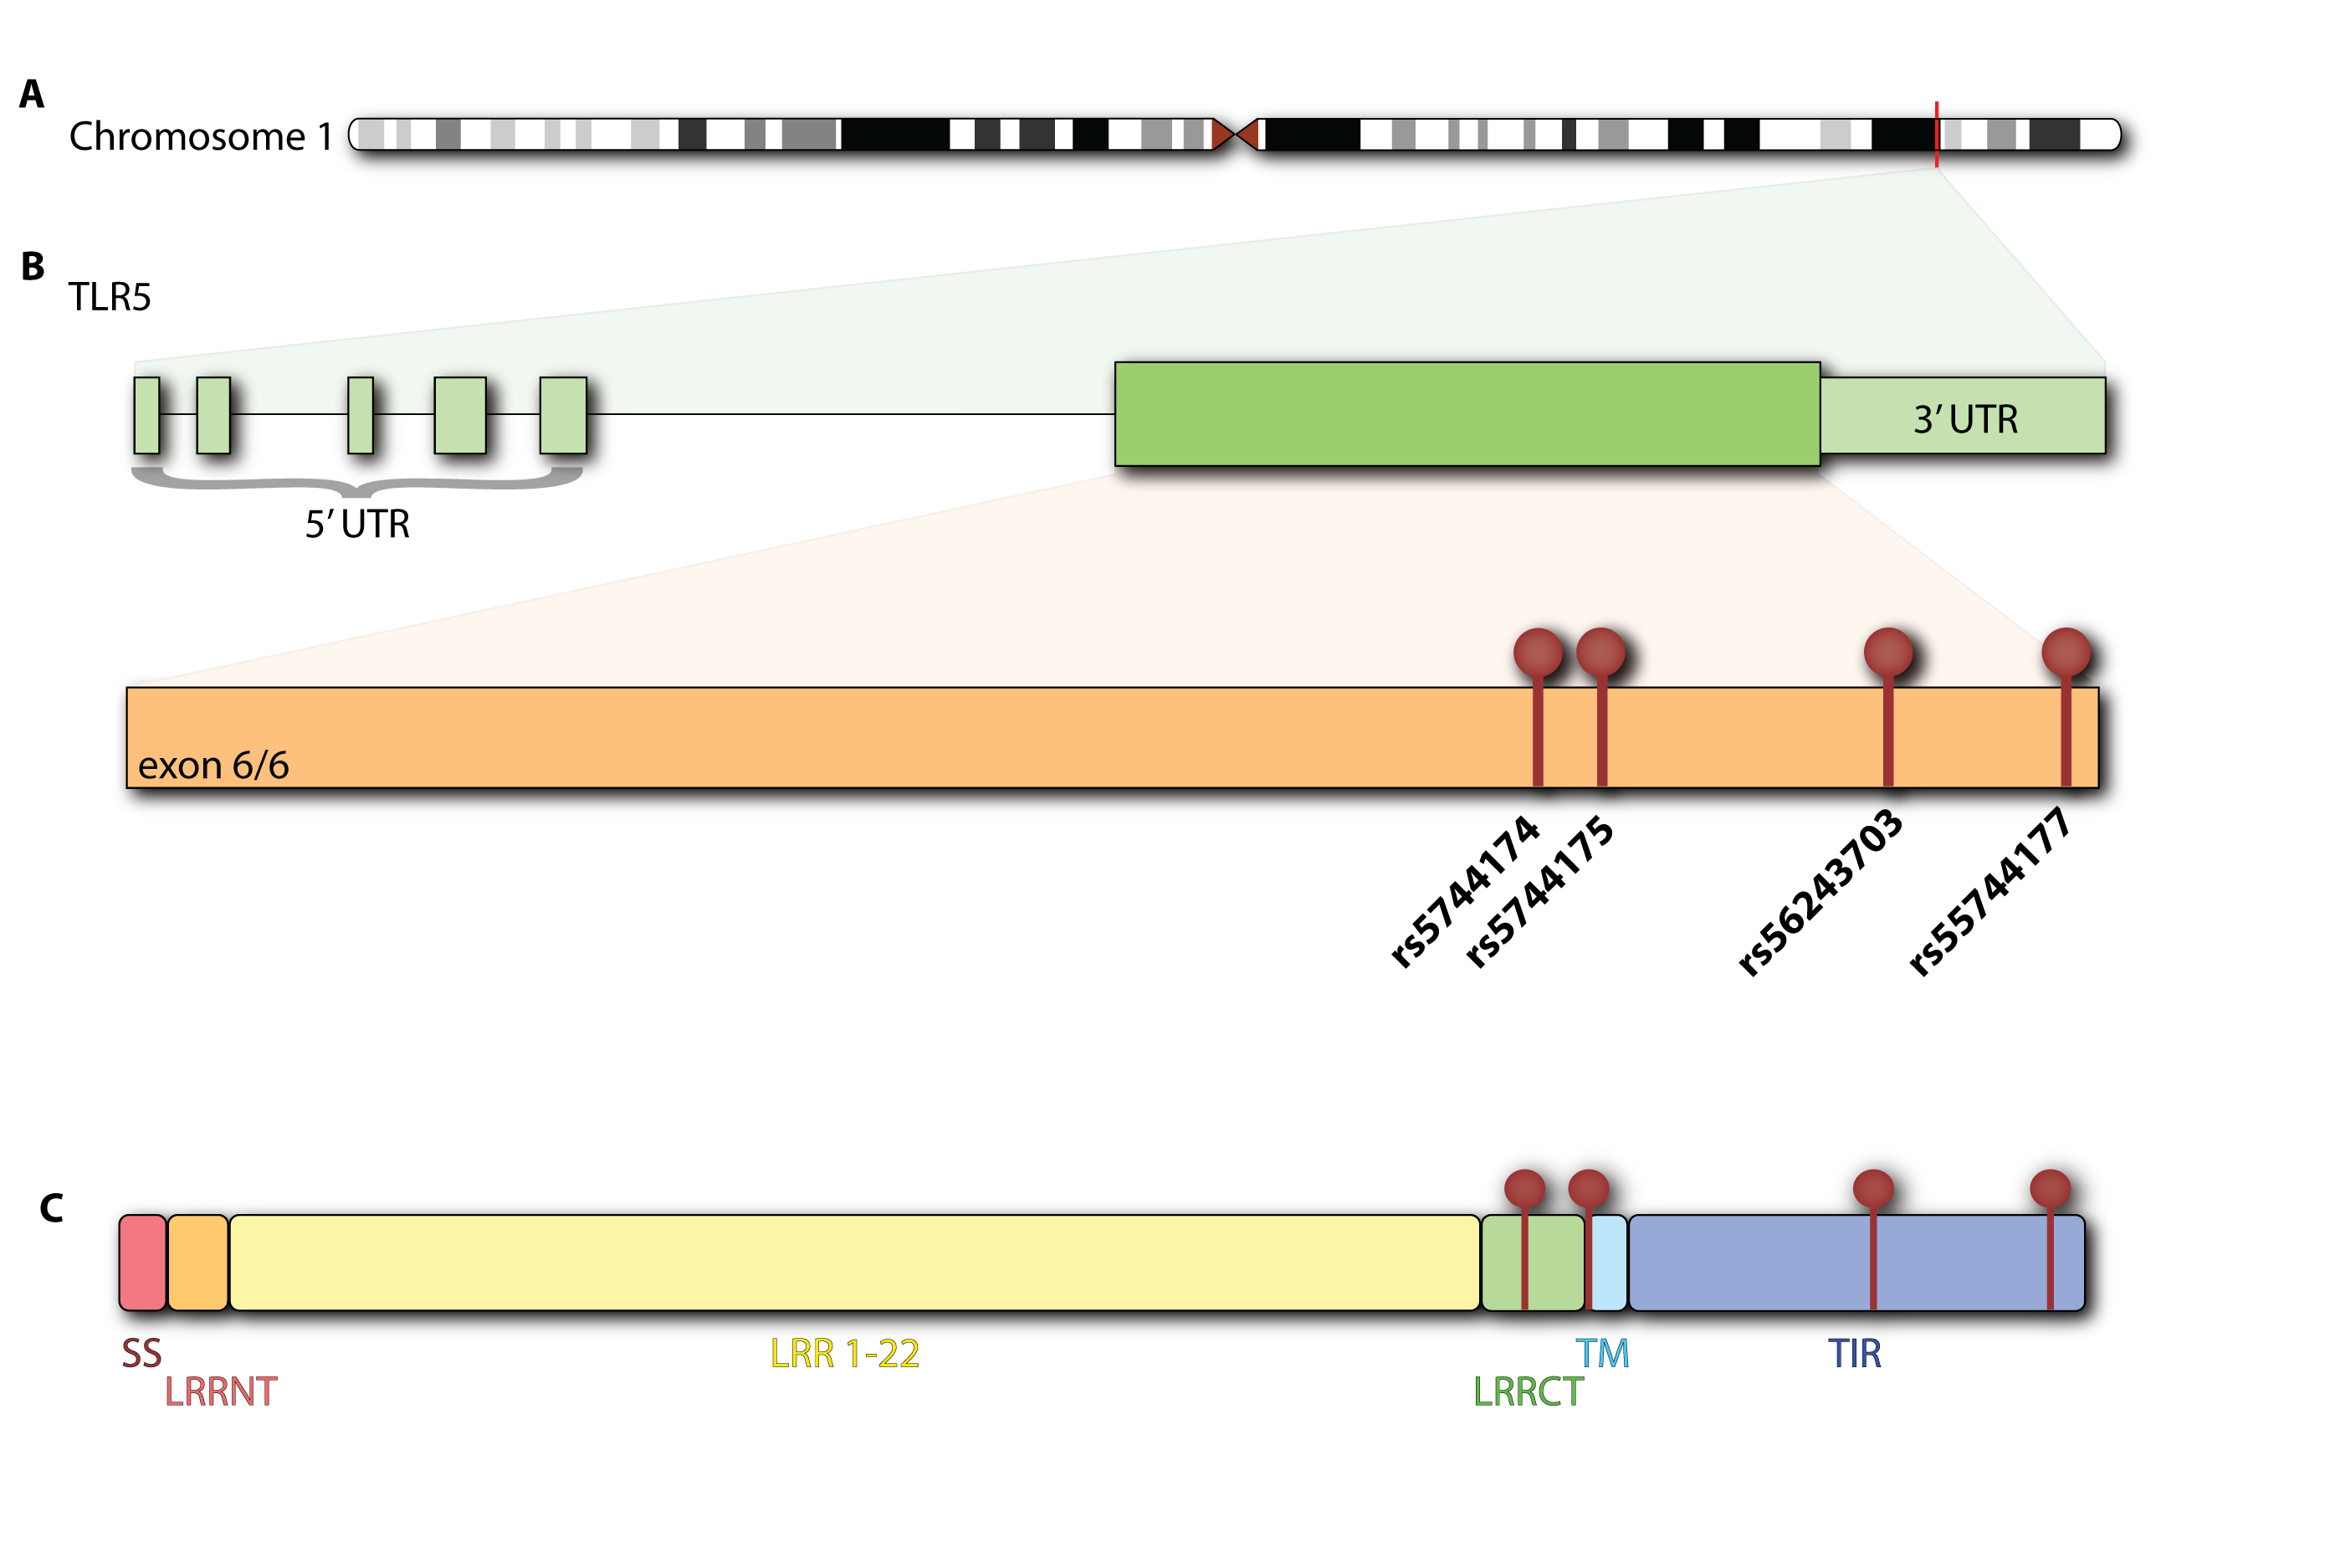 A
Chromosome 1
B
TLR5
3′ UTR
5′ UTR
exon 6/6
rs5744174
rs5744175
rs56243703
rs55744177
C
SS
LRR 1-22
TM
TIR
LRRNT
LRRCT